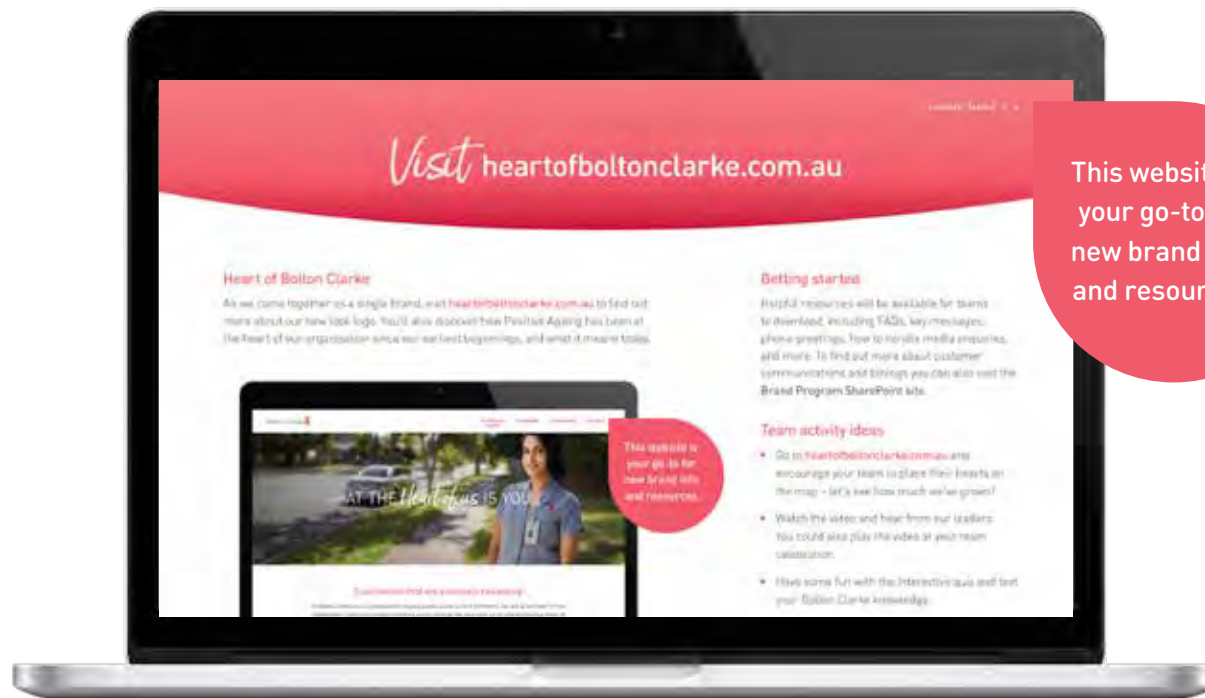 Visit heartofboltonclarke.com.au
This websit
your go-to
new brand
and resour
Heart of Bolton Clarke
As we come together as a single brand, visit heartofboltonclarke.com.au to find out
more about our new look logo. You'll also discover how Positive Ageing has been at
the heart of our organisation since our earliest beginnings, and what it means today.
AT THE Heart of us IS YOU
This website is
your go-to for
new brand info
and resources.
Getting started
Helpful resources will be available for teams
to download, including FAQs, key messages,
phone greetings, how to handle media enquiries,
and more. To find out more about customer
communications and timings you can also visit the
Brand Program SharePoint site.
Team activity ideas
• Go to heartofboltonclarke.com.au and
encourage your team to place their hearts on
the map – let's see how much we've grown!
• Watch the video and hear from our leaders.
You could also play the video at your team
celebration.
• Have some fun with the interactive quiz and test
your Bolton Clarke knowledge.